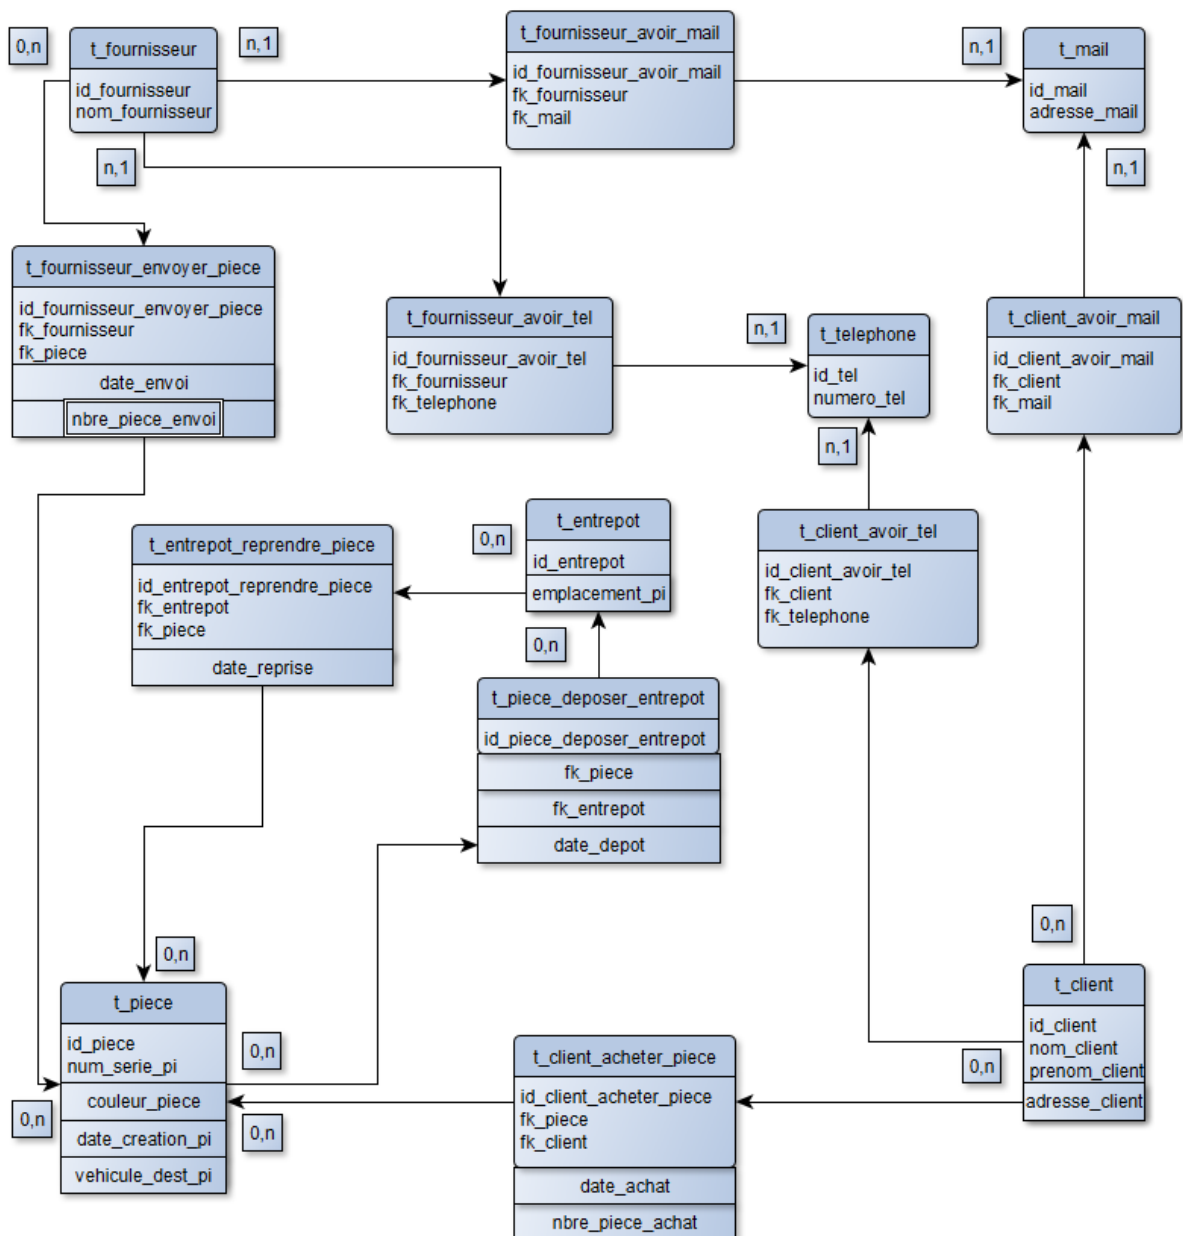 0,n
t_fournisseur
id_fournisseur
nom_fournisseur
n,1
t_fournisseur_avoir_mail
id_fournisseur_avoir_mail
fk_fournisseur
fk_mail
n,1
t_mail
id_mail
adresse_mail
n,1
n,1
t_fournisseur_envoyer_piece
id_fournisseur_envoyer_piece
fk_fournisseur
fk_piece
date_envoi
nbre_piece_envoi
t_fournisseur_avoir_tel
id_fournisseur_avoir_tel
fk_fournisseur
fk_telephone
n,1
t_telephone
id_tel
numero_tel
n,1
t_client_avoir_mail
id_client_avoir_mail
fk_client
fk_mail
t_entrepot_reprendre_piece
id_entrepot_reprendre_piece
fk_entrepot
fk_piece
date_reprise
0,n
t_entrepot
id_entrepot
emplacement_pi
0,n
t_client_avoir_tel
id_client_avoir_tel
fk_client
fk_telephone
t_piece_deposer_entrepot
id_piece_deposer_entrepot
fk_piece
fk_entrepot
date_depot
0,n
t_piece
id_piece
num_serie_pi
couleur_piece
date_creation_pi
vehicule_dest_pi
0,n
0,n
0,n
t_client_acheter_piece
id_client_acheter_piece
fk_piece
fk_client
date_achat
nbre_piece_achat
0,n
0,n
t_client
id_client
nom_client
prenom_client
adresse_client